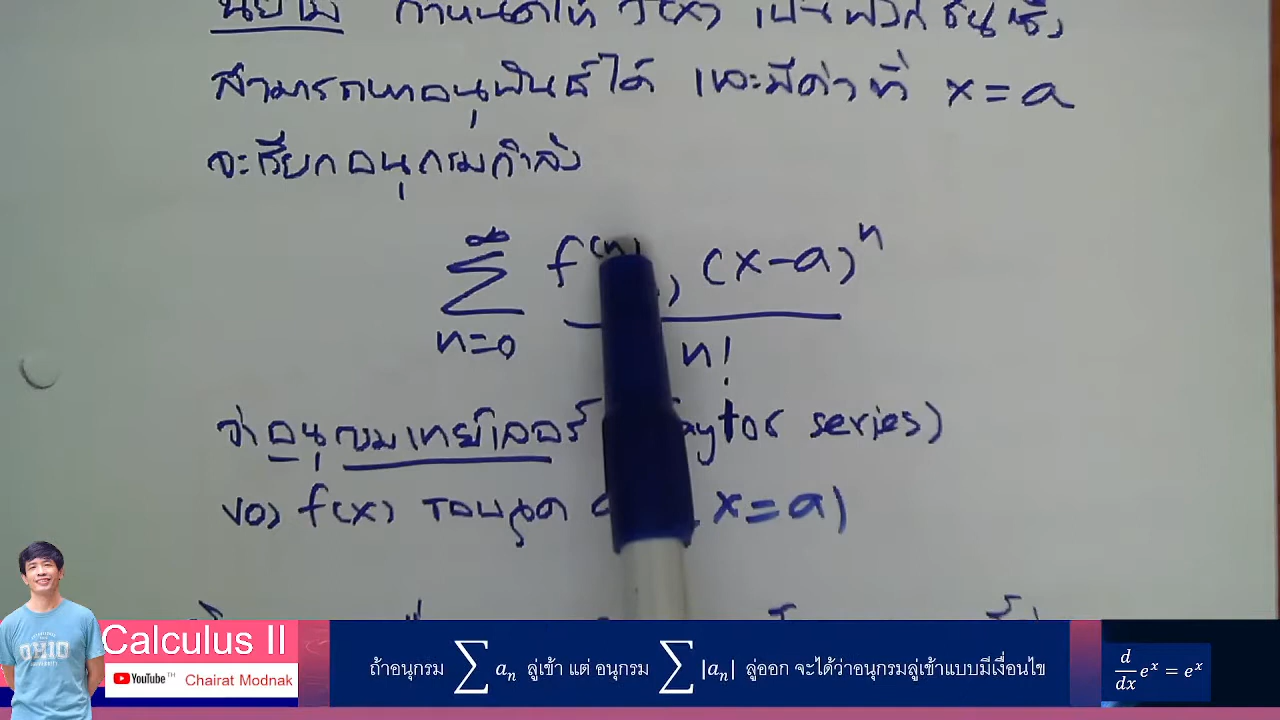 นิยาม กำหนดให้ f(x) เป็นฟังก์ชันซึ่ง
สามารถหาอนุพันธ์ได้ และมีค่าที่ x = a
จะเรียกอนุกรมกำลัง
∞
Σ f⁽ⁿ⁾ (x-a)ⁿ
n=0 n!
ว่า อนุกรมเทย์เลอร์ (Taylor series)
ของ f(x) รอบจุด x = a)
Calculus II
YouTube TH Chairat Modnak
ถ้าอนุกรม ∑ aₙ ลู่เข้า แต่ อนุกรม ∑ |aₙ| ลู่ออก จะได้ว่าอนุกรมลู่เข้าแบบมีเงื่อนไข
d/dx eˣ = eˣ
OHIO